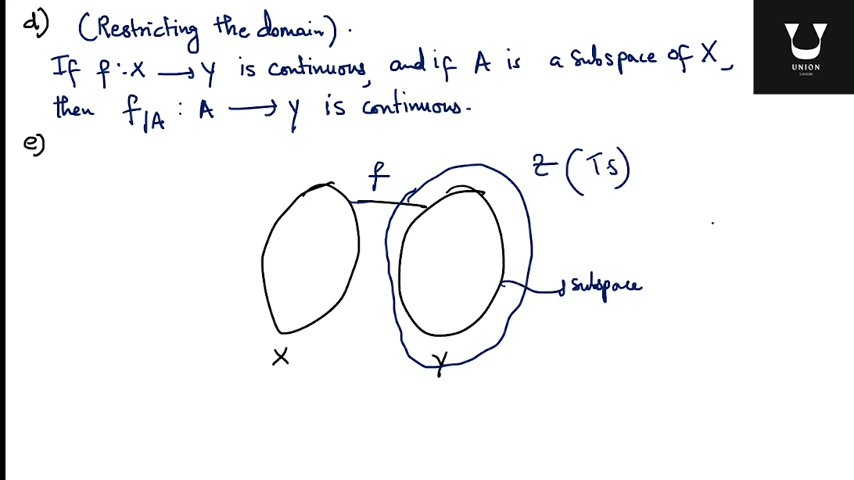 d) (Restricting the domain).
If f:X → Y is continuous, and if A is a subspace of X,
then f|A : A → Y is continuous.
e)
f
Z (Ts)
subspace
X
Y
UNION